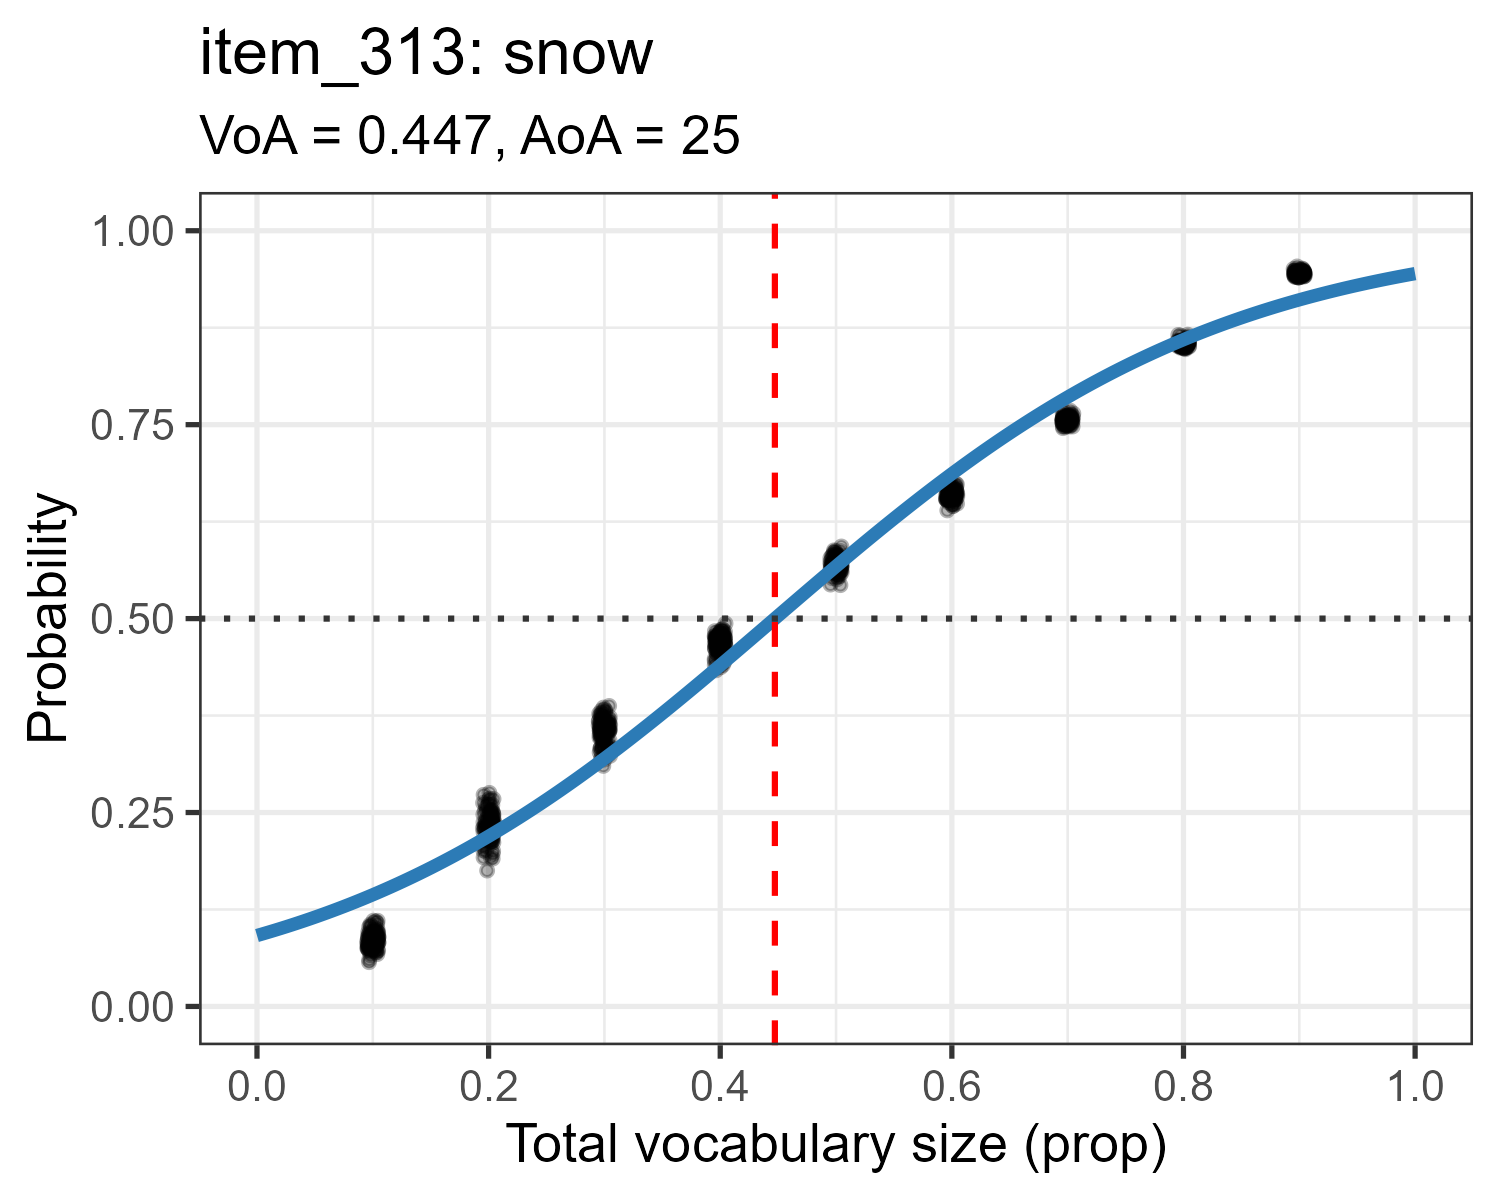 item_313: snow
VoA = 0.447, AoA = 25
1.00
0.75
0.50
0.25
0.00
Probability
0.0 0.2 0.4 0.6 0.8 1.0
Total vocabulary size (prop)